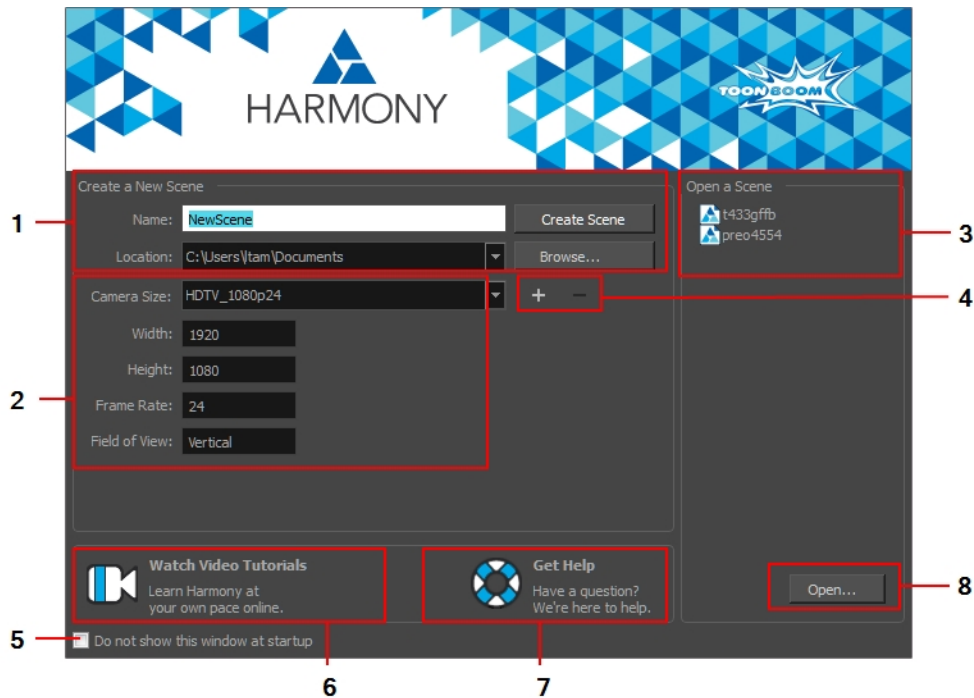 HARMONY
TOON BOOM
Create a New Scene
Name: NewScene Create Scene
Location: C:\Users\ltam\Documents Browse...
Camera Size: HDTV_1080p24 + −
Width: 1920
Height: 1080
Frame Rate: 24
Field of View: Vertical
Open a Scene
t433gffb
preo4554
Watch Video Tutorials
Learn Harmony at
your own pace online.
Get Help
Have a question?
We're here to help.
Open...
Do not show this window at startup
1
2
3
4
5
6
7
8